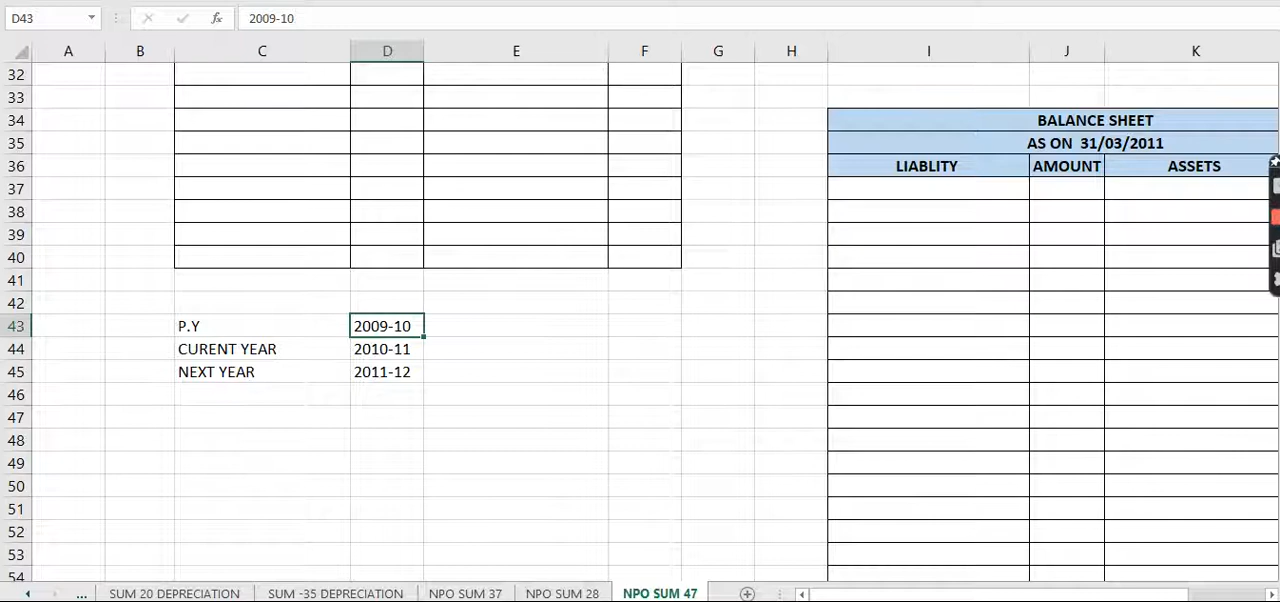 D43 fx 2009-10
A B C D E F G H I J K
32
33
34 BALANCE SHEET
35 AS ON 31/03/2011
36 LIABLITY AMOUNT ASSETS
37
38
39
40
41
42
43 P.Y 2009-10
44 CURENT YEAR 2010-11
45 NEXT YEAR 2011-12
46
47
48
49
50
51
52
53
54
... SUM 20 DEPRECIATION SUM -35 DEPRECIATION NPO SUM 37 NPO SUM 28 NPO SUM 47